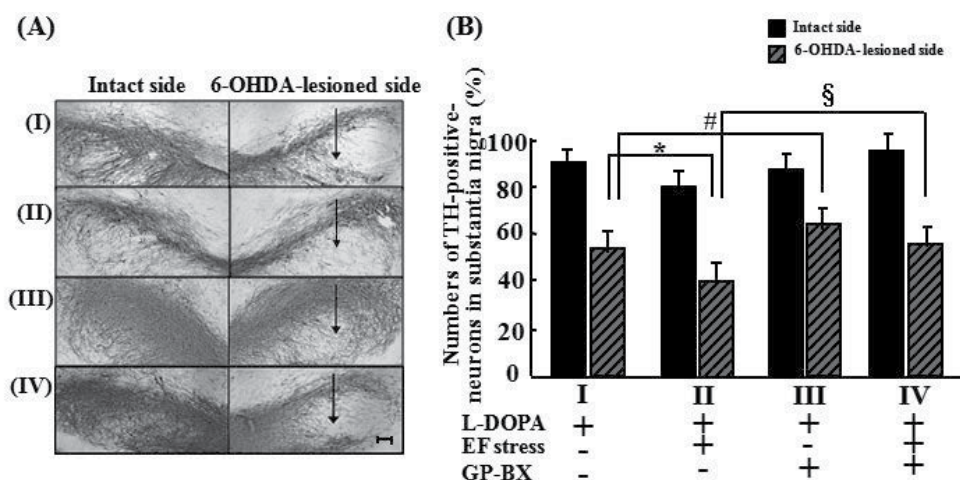 (A)
Intact side 6-OHDA-lesioned side
(I)
(II)
(III)
(IV)
(B)
Intact side
6-OHDA-lesioned side
Numbers of TH-positive-
neurons in substantia nigra (%)
100
80
60
40
20
0
*
#
§
I II III IV
L-DOPA + + + +
EF stress - + - +
GP-BX - - + +